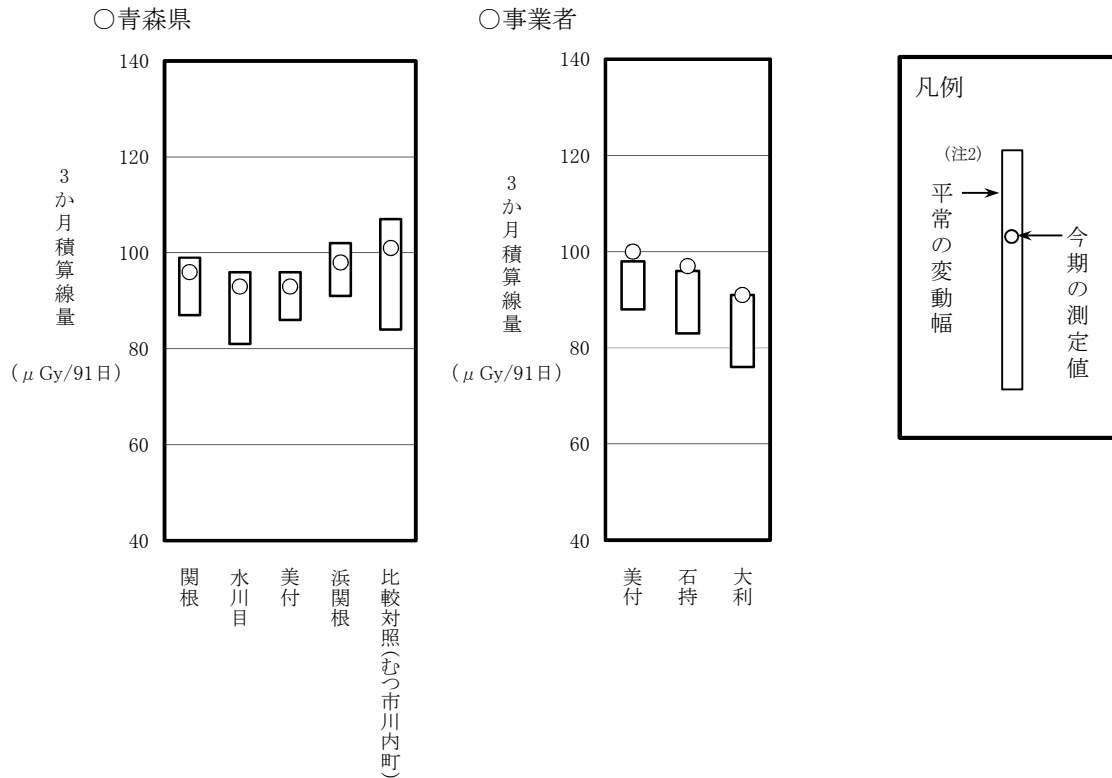 ○青森県
140
120
100
80
60
40
3か月積算線量
(μGy/91日)
関根
水川目
美付
浜関根
比較対照(むつ市川内町)
○事業者
140
120
100
80
60
40
3か月積算線量
(μGy/91日)
美付
石持
大利
凡例
(注2)
平常の変動幅
今期の測定値